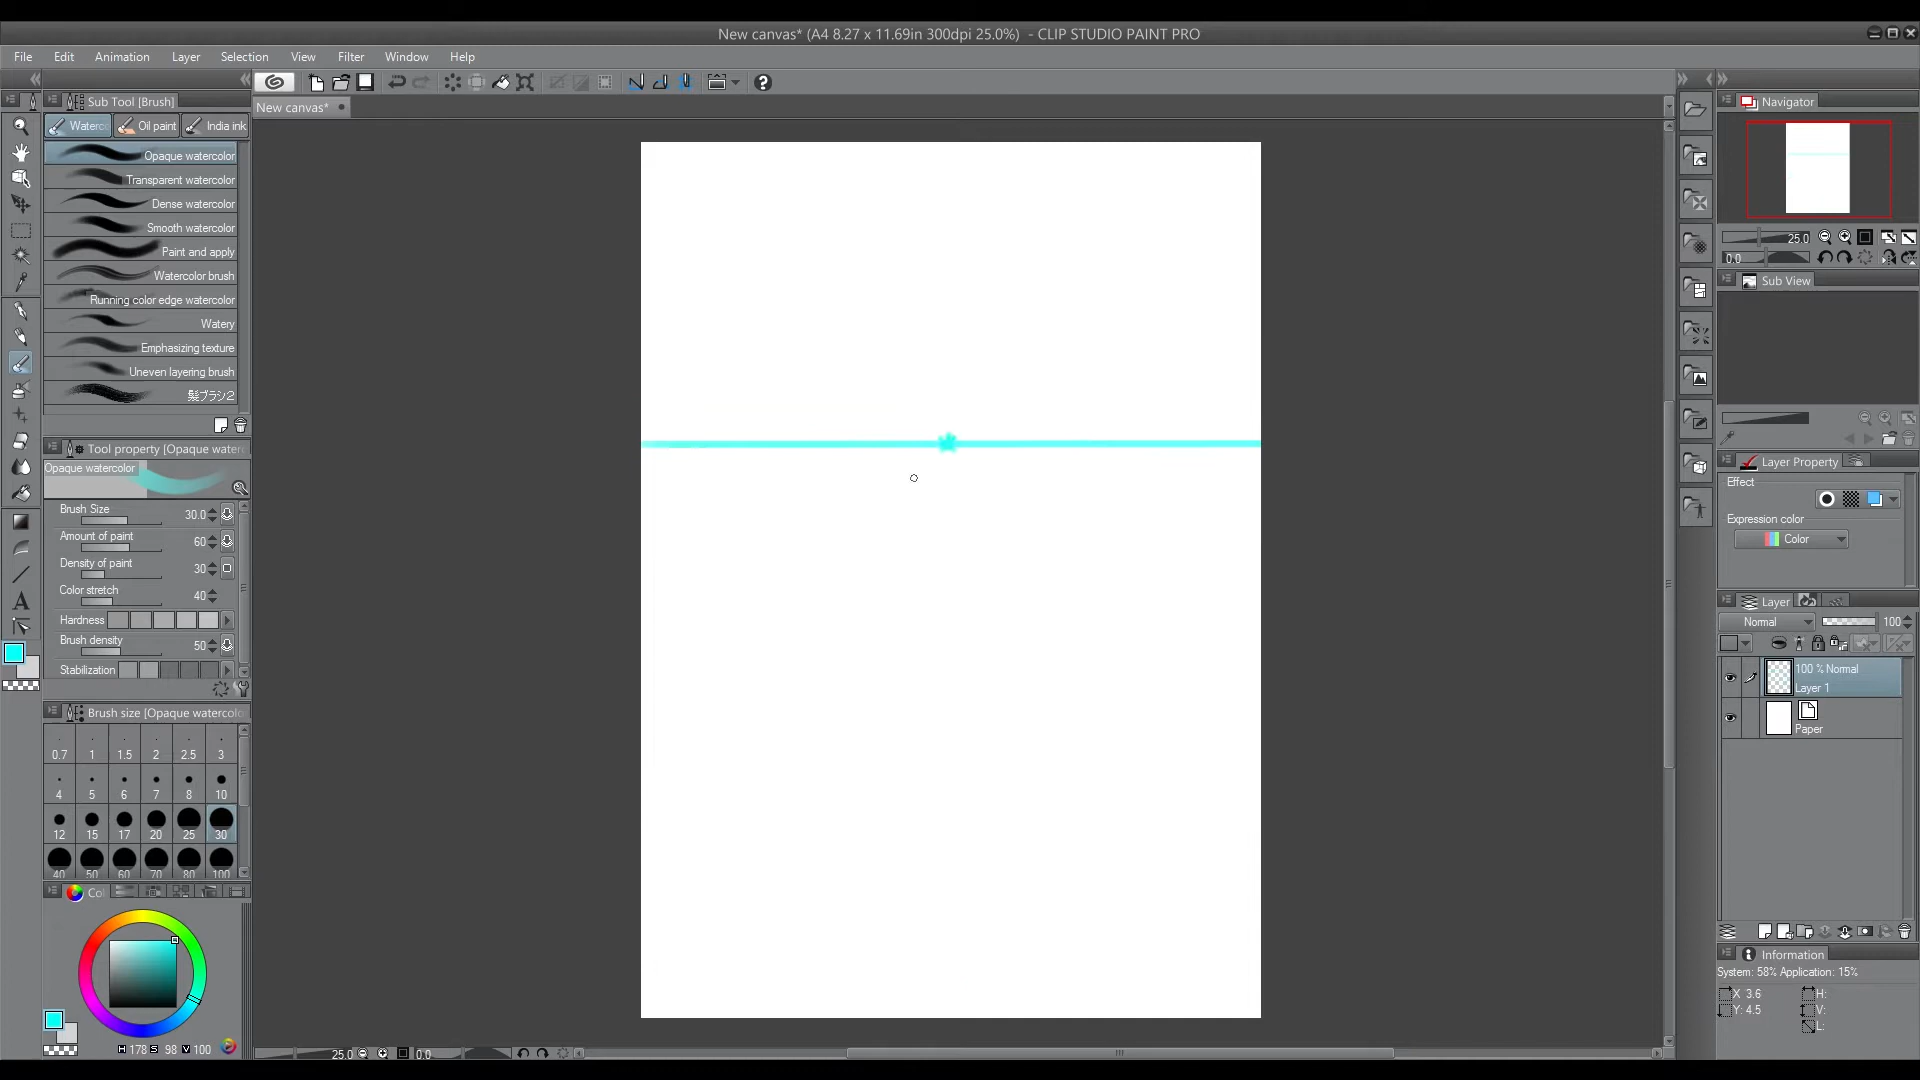 New canvas* (A4 8.27 x 11.69in 300dpi 25.0%)  - CLIP STUDIO PAINT PRO
File Edit Animation Layer Selection View Filter Window Help
Sub Tool [Brush]
New canvas*
Waterc Oil paint India ink
Opaque watercolor
Transparent watercolor
Dense watercolor
Smooth watercolor
Paint and apply
Watercolor brush
Running color edge watercolor
Watery
Emphasizing texture
Uneven layering brush
髪ブラシ2
Tool property [Opaque water
Opaque watercolor
Brush Size 30.0
Amount of paint 60
Density of paint 30
Color stretch 40
Hardness
Brush density 50
Stabilization
Brush size [Opaque watercolo
0.7 1 1.5 2 2.5 3
4 5 6 7 8 10
12 15 17 20 25 30
40 50 60 70 80 100
Co
H 178 S 98 V 100
25.0 0.0
Navigator
25.0
0.0
Sub View
Layer Property
Effect
Expression color
Color
Layer
Normal 100
100 % Normal
Layer 1
Paper
Information
System: 58% Application: 15%
X 3.6 H:
Y: 4.5 V:
L: